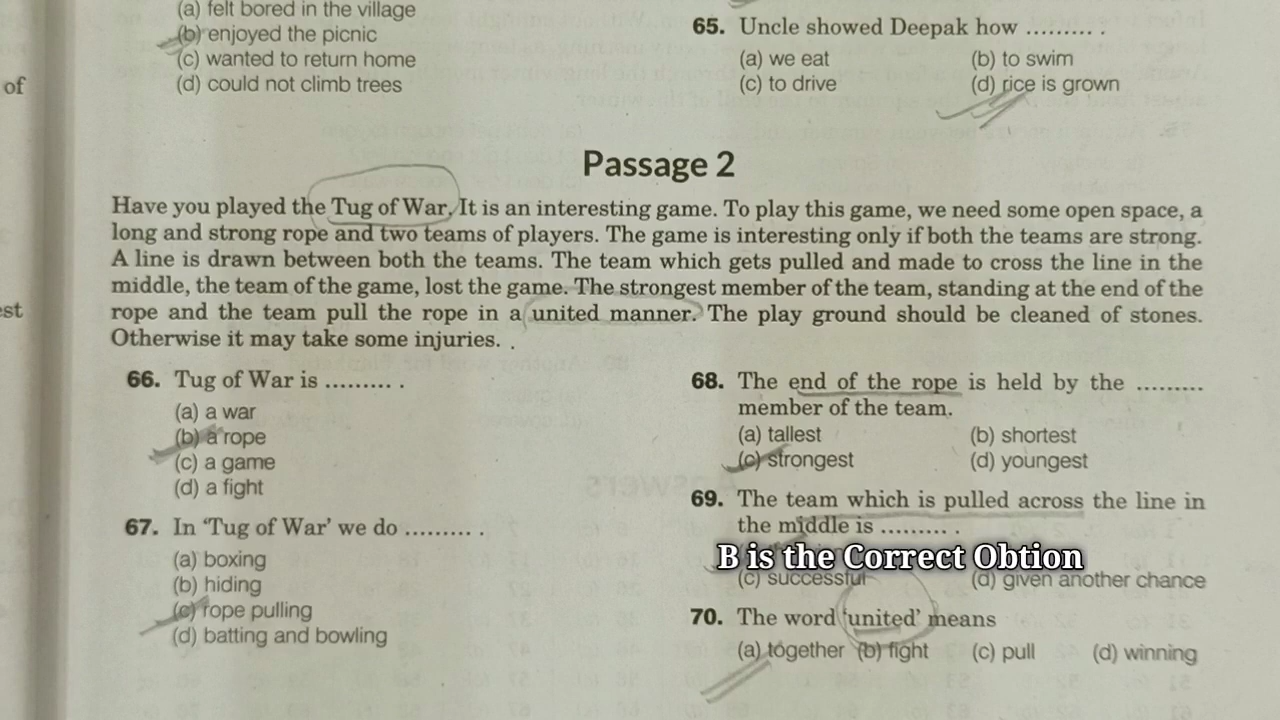 (a) felt bored in the village
(b) enjoyed the picnic
(c) wanted to return home
(d) could not climb trees
of
est
65. Uncle showed Deepak how ......... .
(a) we eat (b) to swim
(c) to drive (d) rice is grown
Passage 2
Have you played the Tug of War. It is an interesting game. To play this game, we need some open space, a
long and strong rope and two teams of players. The game is interesting only if both the teams are strong.
A line is drawn between both the teams. The team which gets pulled and made to cross the line in the
middle, the team of the game, lost the game. The strongest member of the team, standing at the end of the
rope and the team pull the rope in a united manner. The play ground should be cleaned of stones.
Otherwise it may take some injuries. .
66. Tug of War is ......... .
(a) a war
(b) a rope
(c) a game
(d) a fight
67. In ‘Tug of War’ we do ......... .
(a) boxing
(b) hiding
(c) rope pulling
(d) batting and bowling
68. The end of the rope is held by the .........
member of the team.
(a) tallest (b) shortest
(c) strongest (d) youngest
69. The team which is pulled across the line in
the middle is ......... .
B is the Correct Obtion
(c) successful (d) given another chance
70. The word ‘united’ means
(a) together (b) fight (c) pull (d) winning